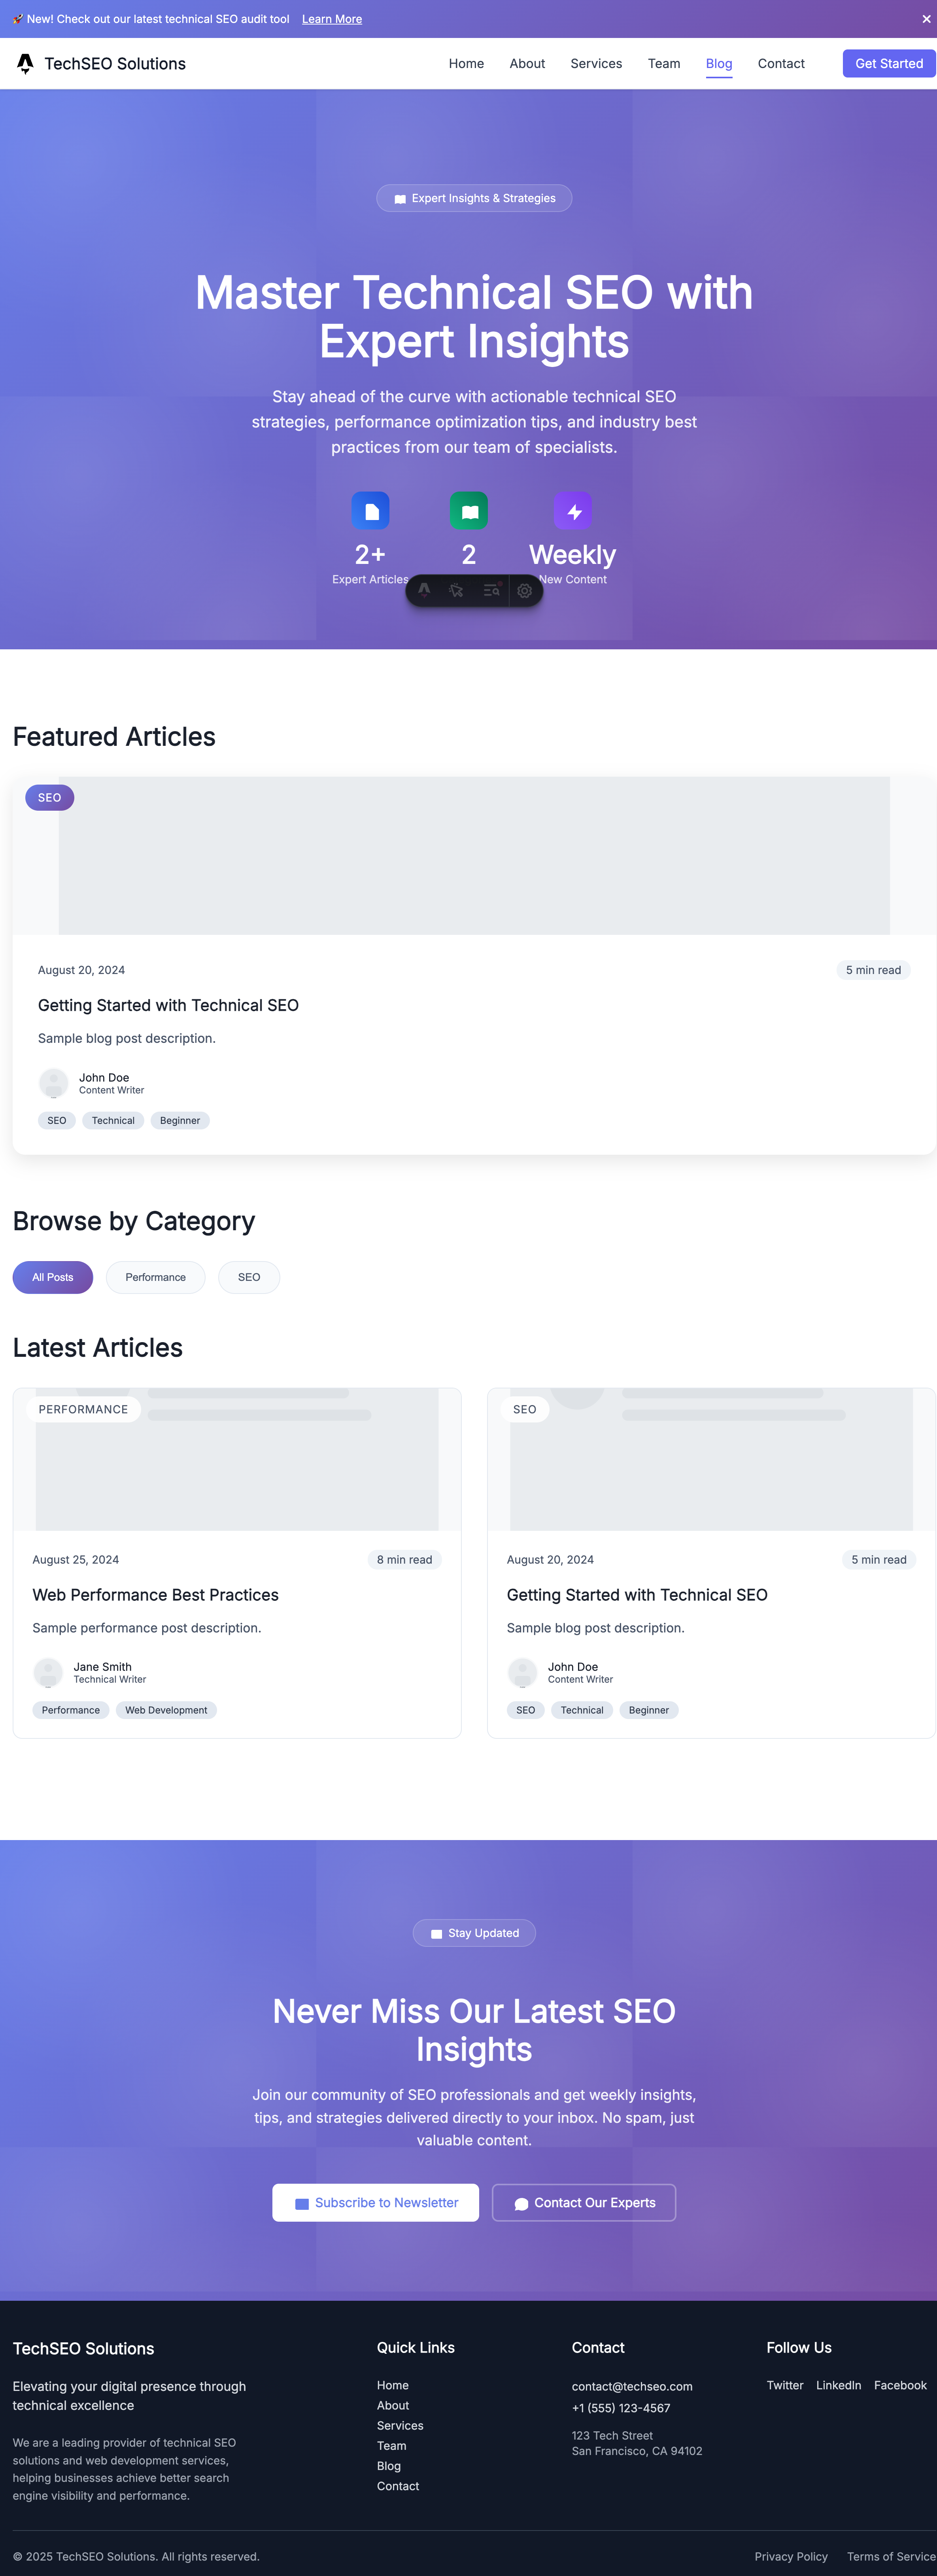 🚀 New! Check out our latest technical SEO audit tool Learn More ✕
TechSEO Solutions Home About Services Team Blog Contact Get Started
Expert Insights & Strategies
Master Technical SEO with
Expert Insights
Stay ahead of the curve with actionable technical SEO
strategies, performance optimization tips, and industry best
practices from our team of specialists.
2+ 2 Weekly
Expert Articles New Content
Featured Articles
SEO
August 20, 2024 5 min read
Getting Started with Technical SEO
Sample blog post description.
John Doe
Content Writer
SEO Technical Beginner
Browse by Category
All Posts Performance SEO
Latest Articles
PERFORMANCE
August 25, 2024 8 min read
Web Performance Best Practices
Sample performance post description.
Jane Smith
Technical Writer
Performance Web Development
SEO
August 20, 2024 5 min read
Getting Started with Technical SEO
Sample blog post description.
John Doe
Content Writer
SEO Technical Beginner
Stay Updated
Never Miss Our Latest SEO
Insights
Join our community of SEO professionals and get weekly insights,
tips, and strategies delivered directly to your inbox. No spam, just
valuable content.
Subscribe to Newsletter Contact Our Experts
TechSEO Solutions
Elevating your digital presence through
technical excellence
We are a leading provider of technical SEO
solutions and web development services,
helping businesses achieve better search
engine visibility and performance.
Quick Links
Home
About
Services
Team
Blog
Contact
Contact
contact@techseo.com
+1 (555) 123-4567
123 Tech Street
San Francisco, CA 94102
Follow Us
Twitter LinkedIn Facebook
© 2025 TechSEO Solutions. All rights reserved. Privacy Policy Terms of Service